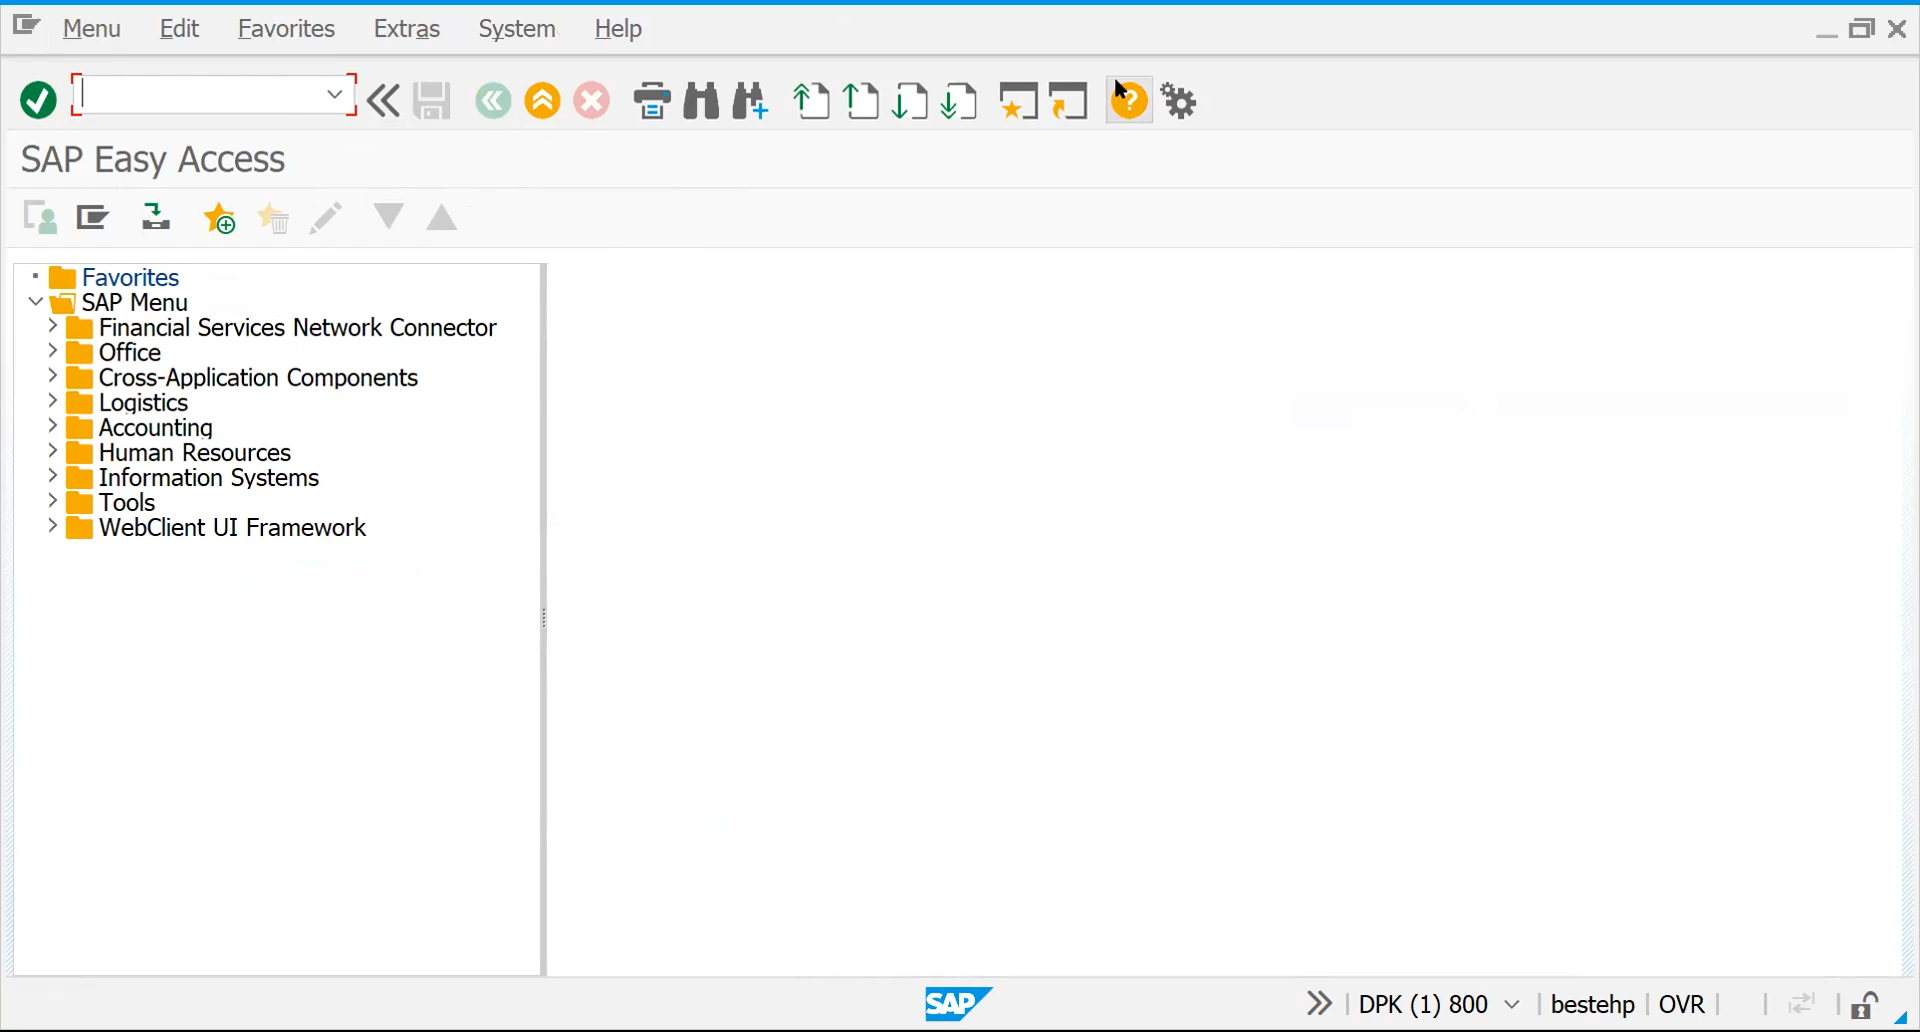 Menu Edit Favorites Extras System Help
SAP Easy Access
Favorites
SAP Menu
Financial Services Network Connector
Office
Cross-Application Components
Logistics
Accounting
Human Resources
Information Systems
Tools
WebClient UI Framework
SAP DPK (1) 800 bestehp OVR